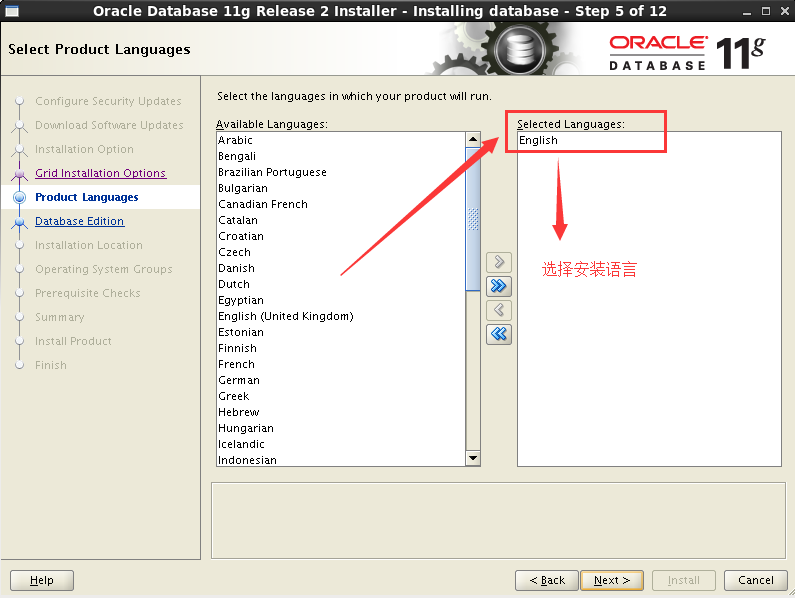 Oracle Database 11g Release 2 Installer - Installing database - Step 5 of 12
Select Product Languages
ORACLE
DATABASE
11g
Configure Security Updates
Download Software Updates
Installation Option
Grid Installation Options
Product Languages
Database Edition
Installation Location
Operating System Groups
Prerequisite Checks
Summary
Install Product
Finish
Select the languages in which your product will run.
Available Languages:
Arabic
Bengali
Brazilian Portuguese
Bulgarian
Canadian French
Catalan
Croatian
Czech
Danish
Dutch
Egyptian
English (United Kingdom)
Estonian
Finnish
French
German
Greek
Hebrew
Hungarian
Icelandic
Indonesian
Selected Languages:
English
选择安装语言
Help
< Back
Next >
Install
Cancel